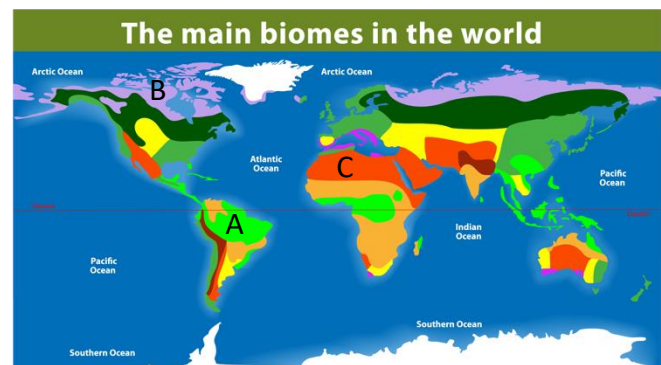 The main biomes in the world
Arctic Ocean
Arctic Ocean
B
Atlantic
Ocean
C
Pacific
Ocean
A
Indian
Ocean
Pacific
Ocean
Southern Ocean
Southern Ocean